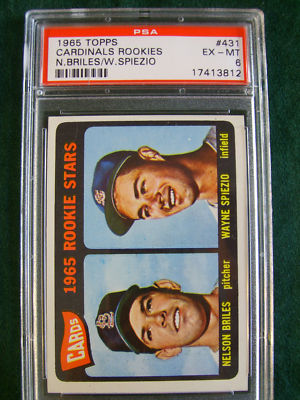 PSA
1965 TOPPS #431
CARDINALS ROOKIES EX - MT
N.BRILES/W.SPIEZIO 6
17413812
CARDS
1965 ROOKIE STARS
NELSON BRILES pitcher
WAYNE SPIEZIO infield